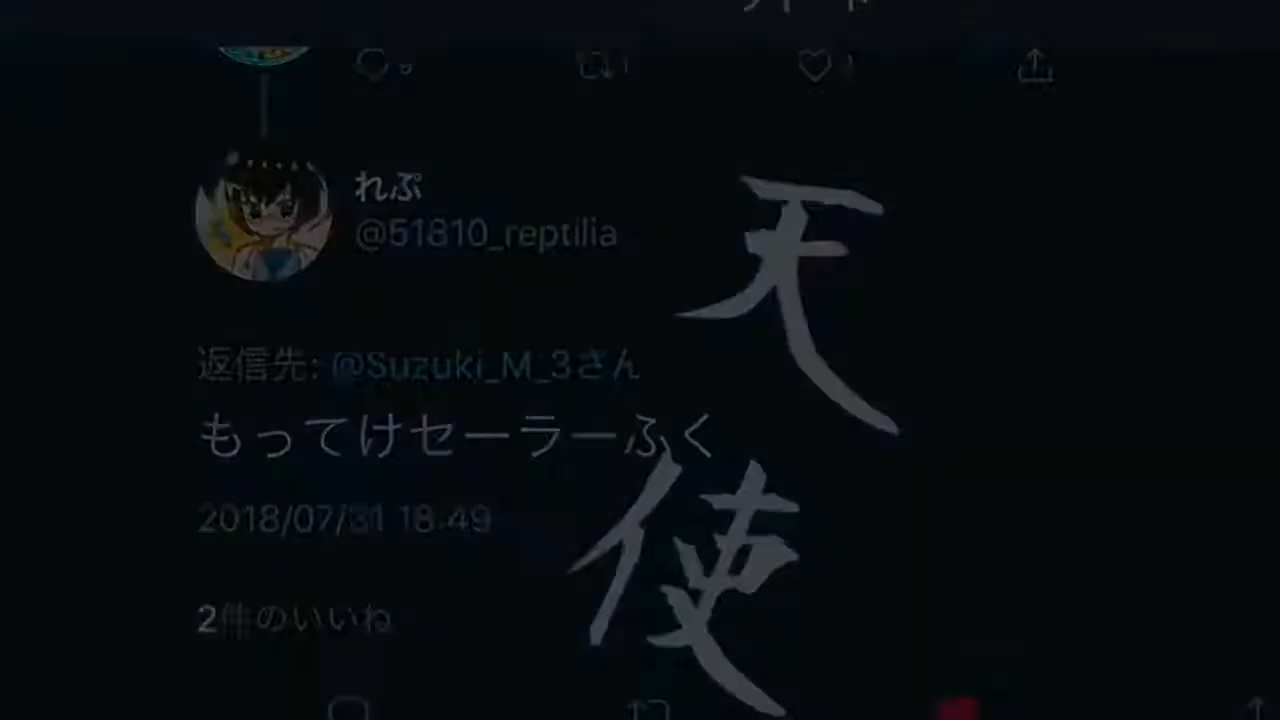 れぷ
@51810_reptilia
返信先: @Suzuki_M_3さん
もってけセーラーふく
2018/07/31 18:49
2件のいいね
天使